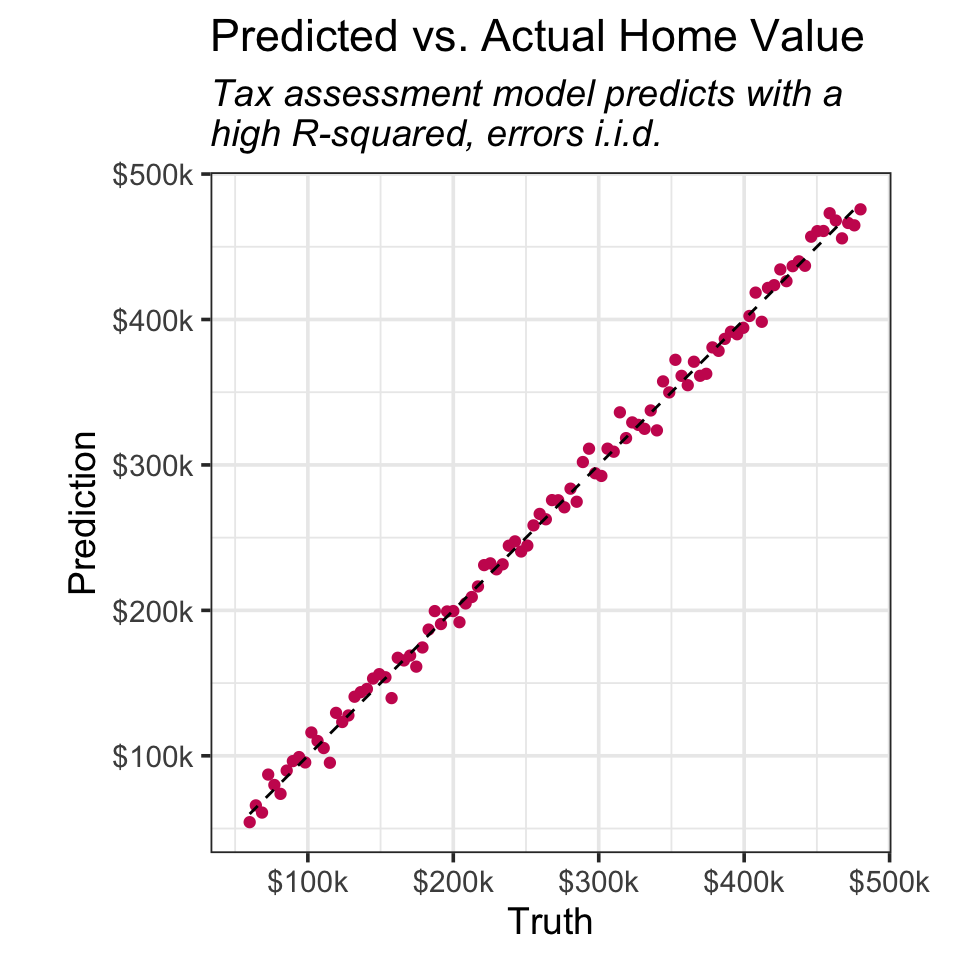 Predicted vs. Actual Home Value
Tax assessment model predicts with a
high R-squared, errors i.i.d.
$500k
$400k
$300k
$200k
$100k
Prediction
$100k
$200k
$300k
$400k
$500k
Truth